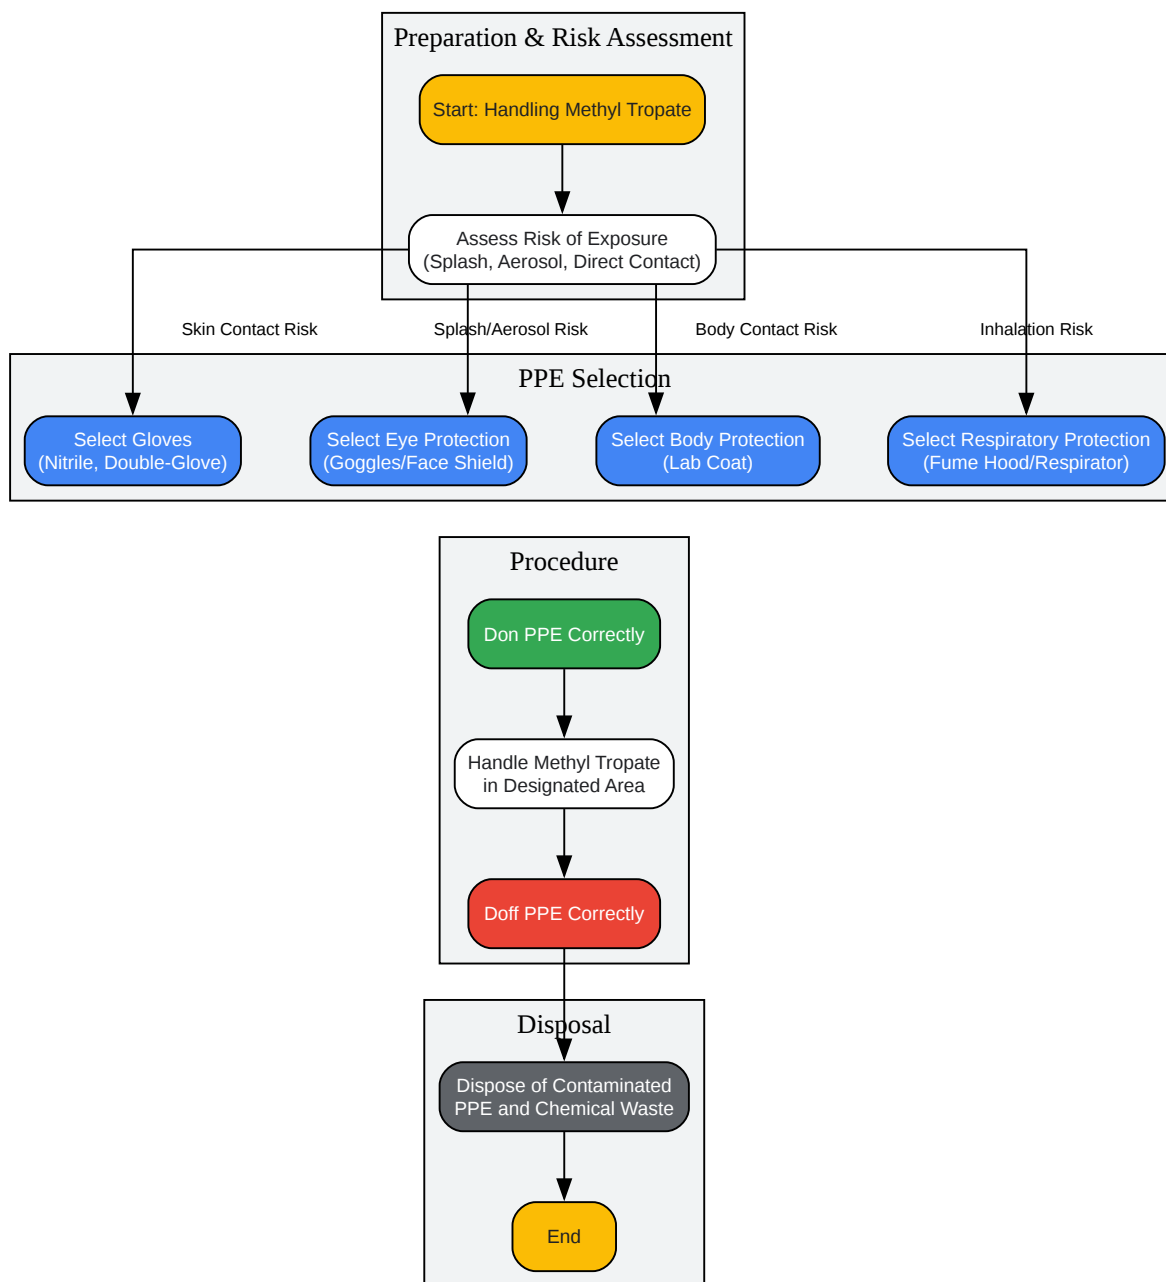 Preparation & Risk Assessment
Start: Handling Methyl Tropate
Assess Risk of Exposure
(Splash, Aerosol, Direct Contact)
Skin Contact Risk
Splash/Aerosol Risk
Body Contact Risk
Inhalation Risk
PPE Selection
Select Gloves
(Nitrile, Double-Glove)
Select Eye Protection
(Goggles/Face Shield)
Select Body Protection
(Lab Coat)
Select Respiratory Protection
(Fume Hood/Respirator)
Procedure
Don PPE Correctly
Handle Methyl Tropate
in Designated Area
Doff PPE Correctly
Disposal
Dispose of Contaminated
PPE and Chemical Waste
End